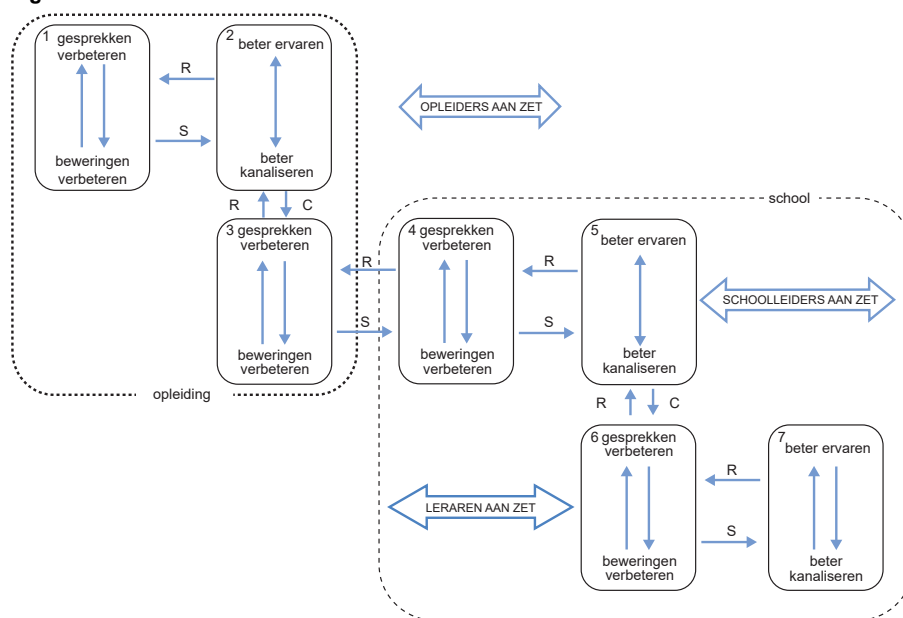 1 gesprekken
verbeteren
beweringen
verbeteren
R
S
2
beter ervaren
beter
kanaliseren
OPLEIDERS AAN ZET
R
C
3 gesprekken
verbeteren
beweringen
verbeteren
opleiding
school
R
S
4 gesprekken
verbeteren
beweringen
verbeteren
R
S
5
beter ervaren
beter
kanaliseren
SCHOOLLEIDERS AAN ZET
R
C
6 gesprekken
verbeteren
beweringen
verbeteren
LERAREN AAN ZET
R
S
7
beter ervaren
beter
kanaliseren